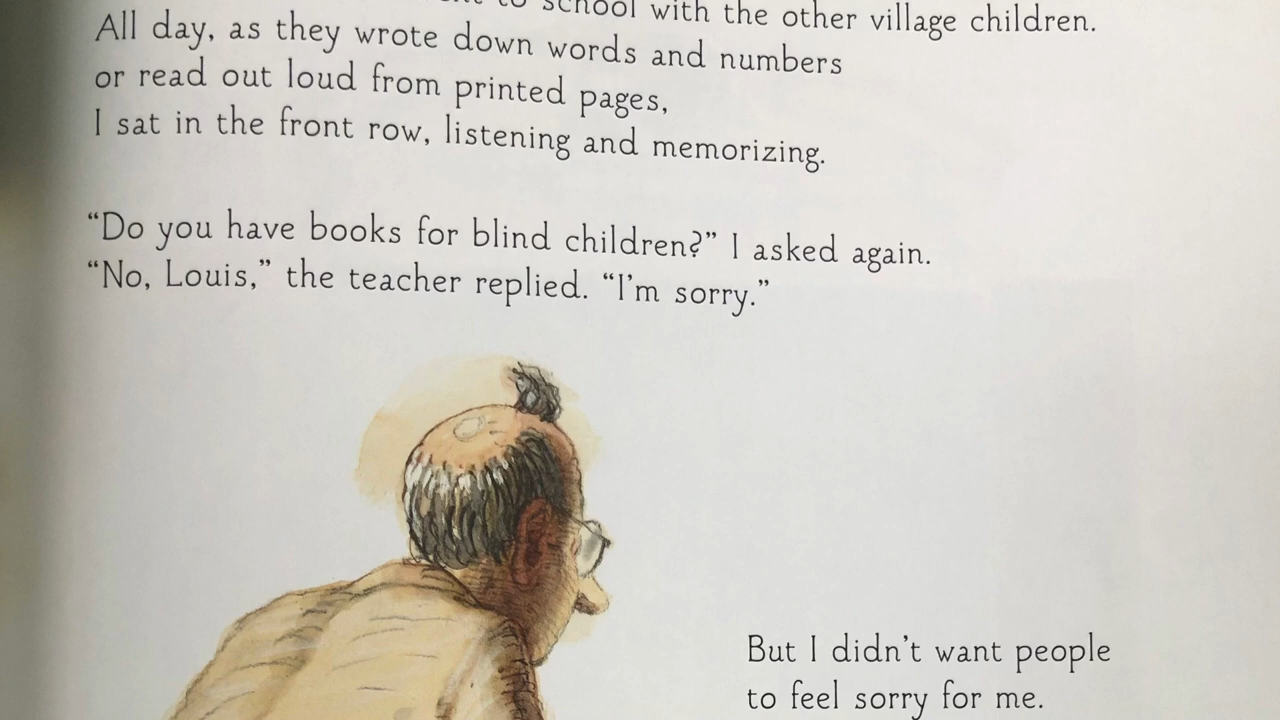 to school with the other village children.
All day, as they wrote down words and numbers
or read out loud from printed pages,
I sat in the front row, listening and memorizing.
“Do you have books for blind children?” I asked again.
“No, Louis,” the teacher replied. “I’m sorry.”
But I didn’t want people
to feel sorry for me.